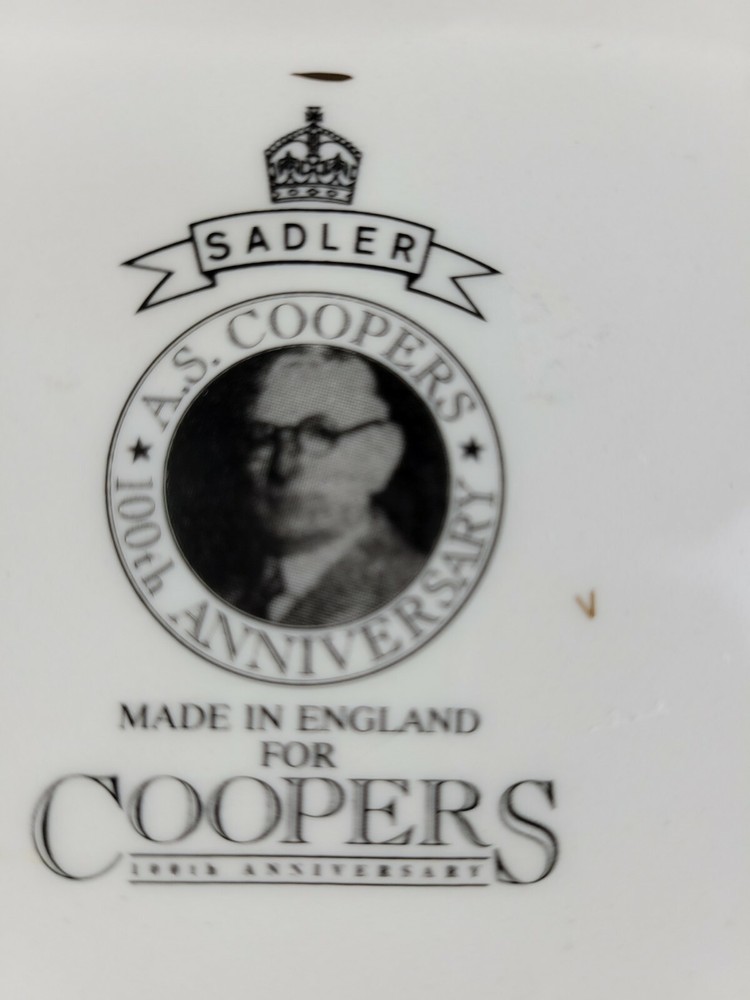 SADLER
A.S. COOPERS
100th ANNIVERSARY
MADE IN ENGLAND
FOR
COOPERS
100th ANNIVERSARY
V